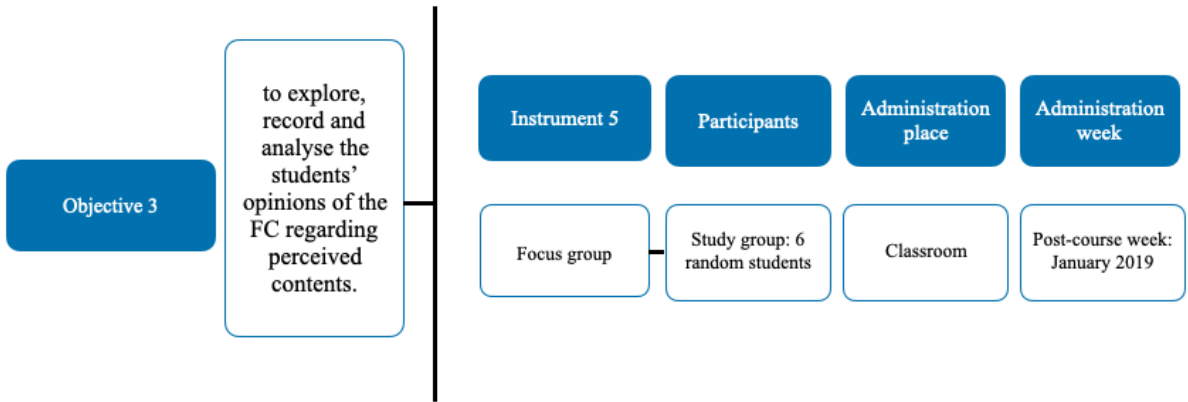 Objective 3
to explore,
record and
analyse the
students’
opinions of the
FC regarding
perceived
contents.
Instrument 5
Participants
Administration
place
Administration
week
Focus group
Study group: 6
random students
Classroom
Post-course week:
January 2019